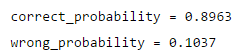 correct_probability = 0.8963
wrong_probability = 0.1037